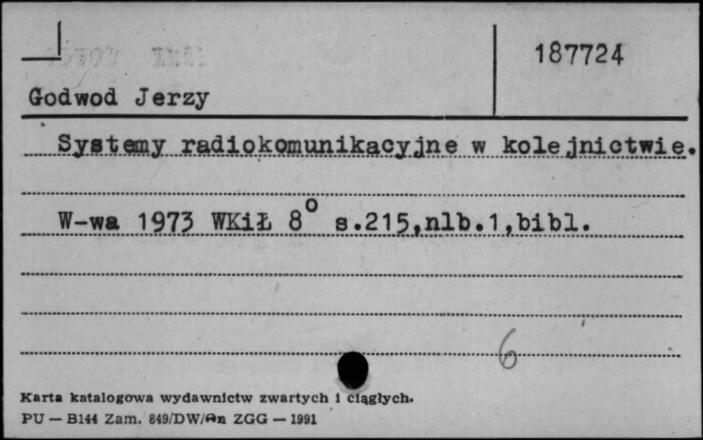 187724
Godwod Jerzy
Systemy radiokomunikacyjne w kolejnictwie.
W-wa 1973 WKiŁ 8° s.215,nlb.1,bibl.
6
Karta katalogowa wydawnictw zwartych i ciągłych.
PU — B144 Zam. 849/DW/An ZGG — 1991